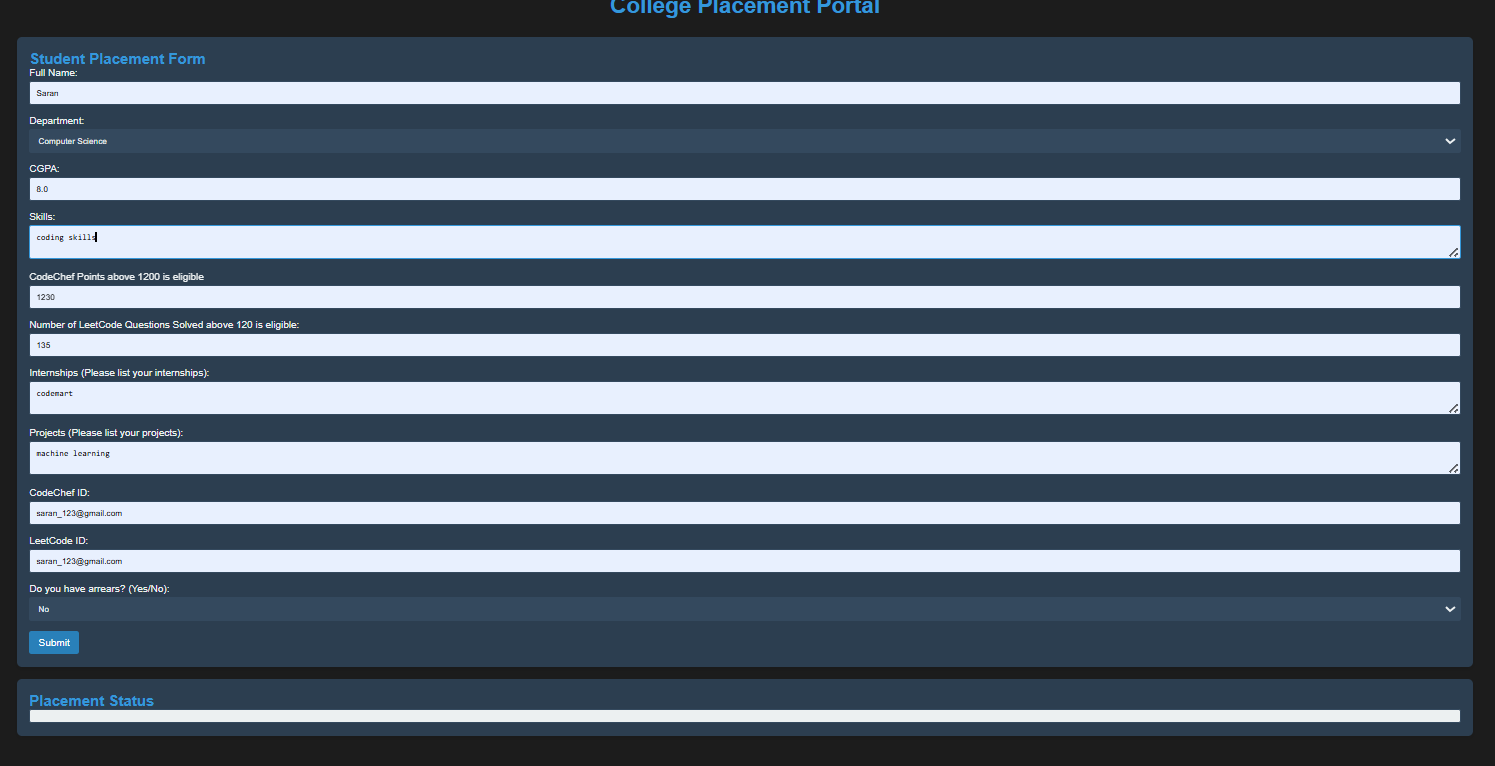 College Placement Portal
Student Placement Form
Full Name:
Saran
Department:
Computer Science
CGPA:
8.0
Skills:
coding skills
CodeChef Points above 1200 is eligible
1230
Number of LeetCode Questions Solved above 120 is eligible:
135
Internships (Please list your internships):
codemart
Projects (Please list your projects):
machine learning
CodeChef ID:
saran_123@gmail.com
LeetCode ID:
saran_123@gmail.com
Do you have arrears? (Yes/No):
No
Submit
Placement Status